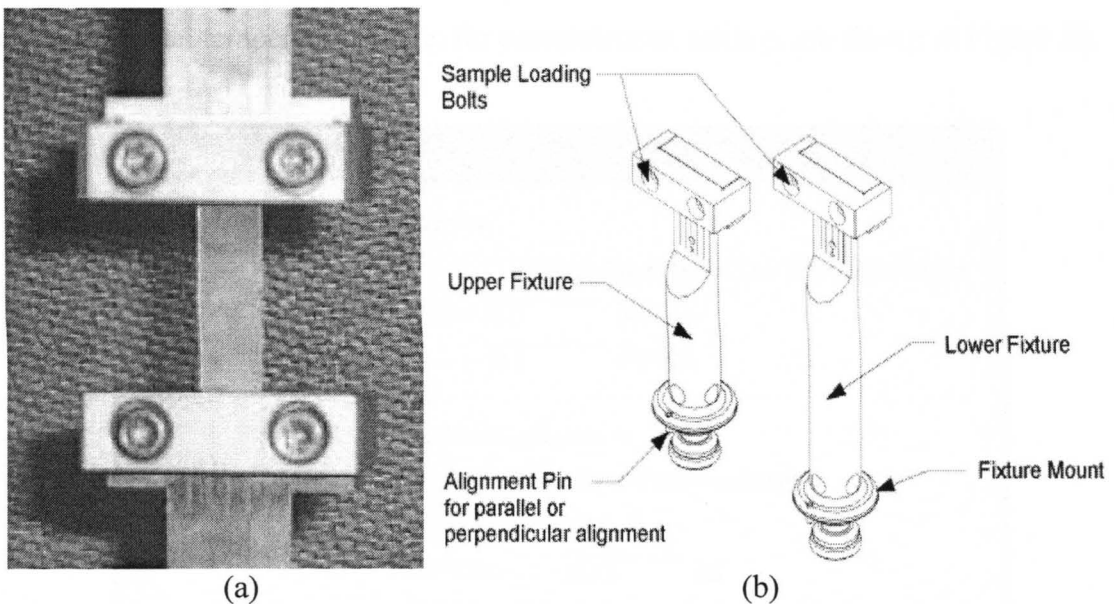 Sample Loading
Bolts
Upper Fixture
Lower Fixture
Alignment Pin
for parallel or
perpendicular alignment
Fixture Mount
(a)
(b)